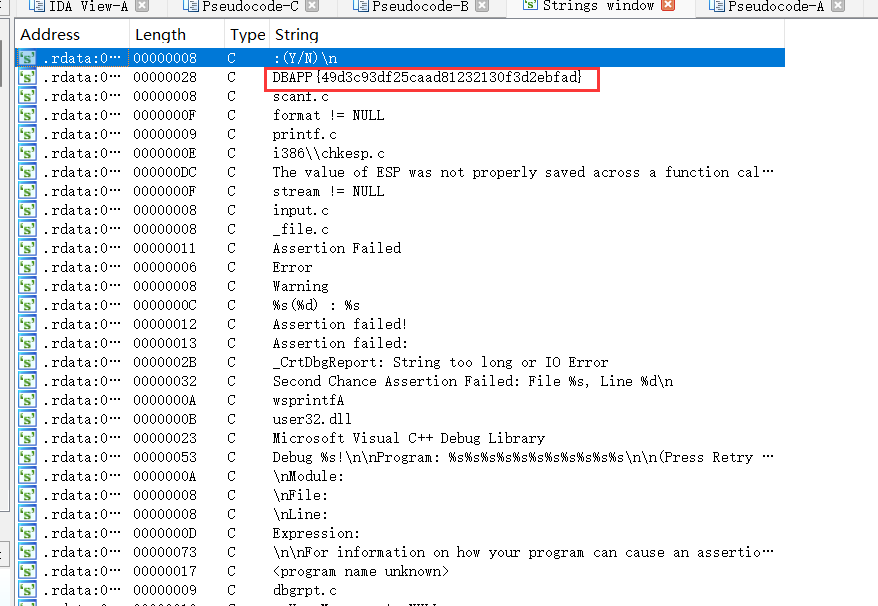 IDA View-A Pseudocode-C Pseudocode-B Strings window Pseudocode-A
Address Length Type String
.rdata:0… 00000008 C :(Y/N)\n
.rdata:0… 00000028 C DBAPP{49d3c93df25caad81232130f3d2ebfad}
.rdata:0… 00000008 C scanf.c
.rdata:0… 0000000F C format != NULL
.rdata:0… 00000009 C printf.c
.rdata:0… 0000000E C i386\\chkesp.c
.rdata:0… 000000DC C The value of ESP was not properly saved across a function cal…
.rdata:0… 0000000F C stream != NULL
.rdata:0… 00000008 C input.c
.rdata:0… 00000008 C _file.c
.rdata:0… 00000011 C Assertion Failed
.rdata:0… 00000006 C Error
.rdata:0… 00000008 C Warning
.rdata:0… 0000000C C %s(%d) : %s
.rdata:0… 00000012 C Assertion failed!
.rdata:0… 00000013 C Assertion failed:
.rdata:0… 0000002B C _CrtDbgReport: String too long or IO Error
.rdata:0… 00000032 C Second Chance Assertion Failed: File %s, Line %d\n
.rdata:0… 0000000A C wsprintfA
.rdata:0… 0000000B C user32.dll
.rdata:0… 00000023 C Microsoft Visual C++ Debug Library
.rdata:0… 00000053 C Debug %s!\n\nProgram: %s%s%s%s%s%s%s%s%s%s%s\n\n(Press Retry …
.rdata:0… 0000000A C \nModule:
.rdata:0… 00000008 C \nFile:
.rdata:0… 00000008 C \nLine:
.rdata:0… 0000000D C Expression:
.rdata:0… 00000073 C \n\nFor information on how your program can cause an assertio…
.rdata:0… 00000017 C <program name unknown>
.rdata:0… 00000009 C dbgrpt.c